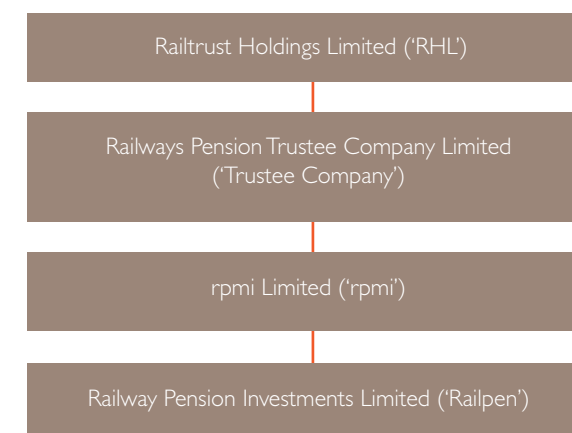 Railtrust Holdings Limited (‘RHL’)
Railways Pension Trustee Company Limited
(‘Trustee Company’)
rpmi Limited (‘rpmi’)
Railway Pension Investments Limited (‘Railpen’)